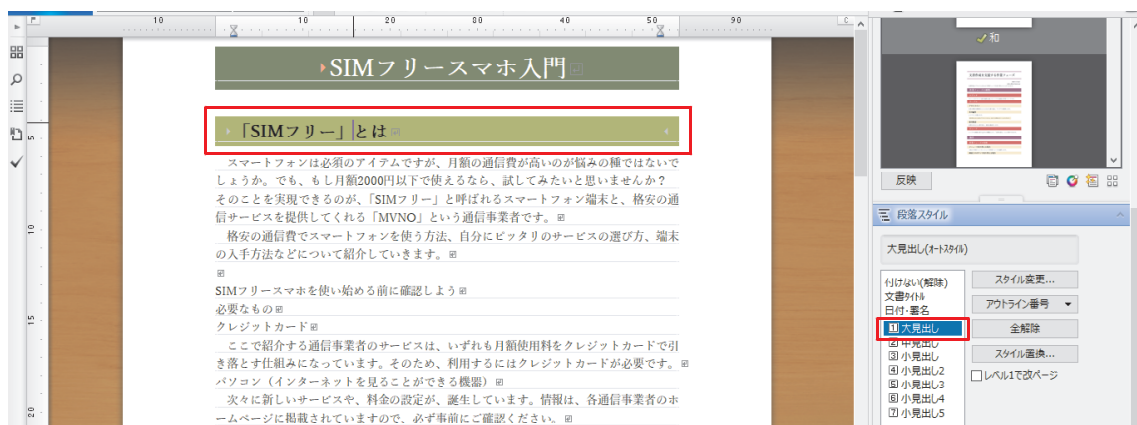 10 10 20 30 40 50 90
SIMフリースマホ入門
「SIMフリー」とは
スマートフォンは必須のアイテムですが、月額の通信費が高いのが悩みの種ではないで
しょうか。でも、もし月額2000円以下で使えるなら、試してみたいと思いませんか？
そのことを実現できるのが、「SIMフリー」と呼ばれるスマートフォン端末と、格安の通
信サービスを提供してくれる「MVNO」という通信事業者です。
格安の通信費でスマートフォンを使う方法、自分にピッタリのサービスの選び方、端末
の入手方法などについて紹介していきます。
SIMフリースマホを使い始める前に確認しよう
必要なもの
クレジットカード
ここで紹介する通信事業者のサービスは、いずれも月額使用料をクレジットカードで引
き落とす仕組みになっています。そのため、利用するにはクレジットカードが必要です。
パソコン（インターネットを見ることができる機器）
次々に新しいサービスや、料金の設定が、誕生しています。情報は、各通信事業者のホ
ームページに掲載されていますので、必ず事前にご確認ください。
5
10
15
20
和
反映
段落スタイル
大見出し(オートスタイル)
付けない(解除)
文書タイトル
日付・署名
1 大見出し
2 中見出し
3 小見出し
4 小見出し2
5 小見出し3
6 小見出し4
7 小見出し5
スタイル変更...
アウトライン番号
全解除
スタイル置換...
レベル1で改ページ